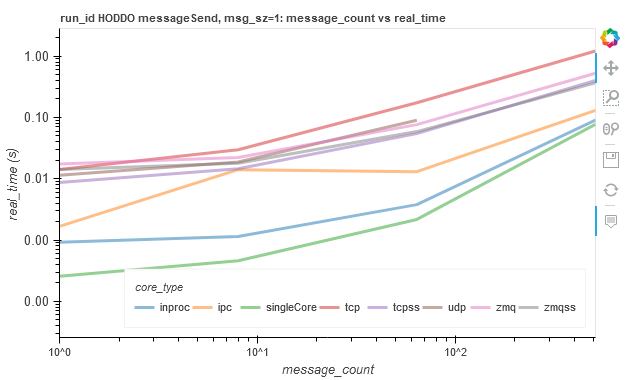 run_id HODDO messageSend, msg_sz=1: message_count vs real_time
1.00
0.10
0.01
0.00
0.00
real_time (s)
core_type
inproc ipc singleCore tcp tcpss udp zmq zmqss
10^0 10^1 10^2
message_count